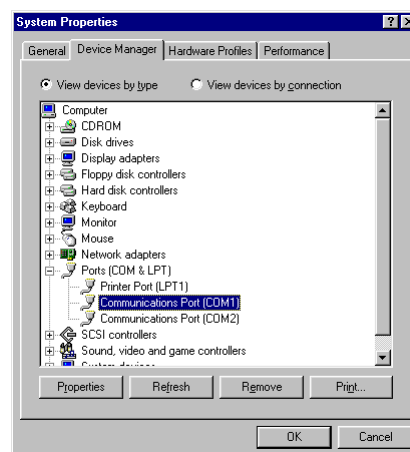 System Properties
General Device Manager Hardware Profiles Performance
View devices by type View devices by connection
Computer
CDROM
Disk drives
Display adapters
Floppy disk controllers
Hard disk controllers
Keyboard
Monitor
Mouse
Network adapters
Ports (COM & LPT)
Printer Port (LPT1)
Communications Port (COM1)
Communications Port (COM2)
SCSI controllers
Sound, video and game controllers
System devices
Properties Refresh Remove Print...
OK Cancel